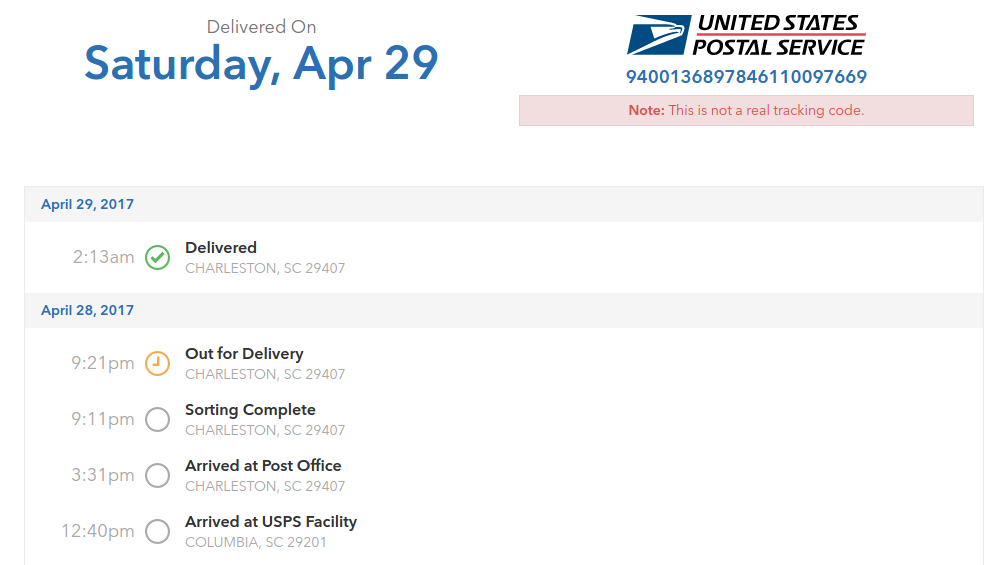 Delivered On
Saturday, Apr 29
UNITED STATES
POSTAL SERVICE
9400136897846110097669
Note: This is not a real tracking code.
April 29, 2017
2:13am
Delivered
CHARLESTON, SC 29407
April 28, 2017
9:21pm
Out for Delivery
CHARLESTON, SC 29407
9:11pm
Sorting Complete
CHARLESTON, SC 29407
3:31pm
Arrived at Post Office
CHARLESTON, SC 29407
12:40pm
Arrived at USPS Facility
COLUMBIA, SC 29201